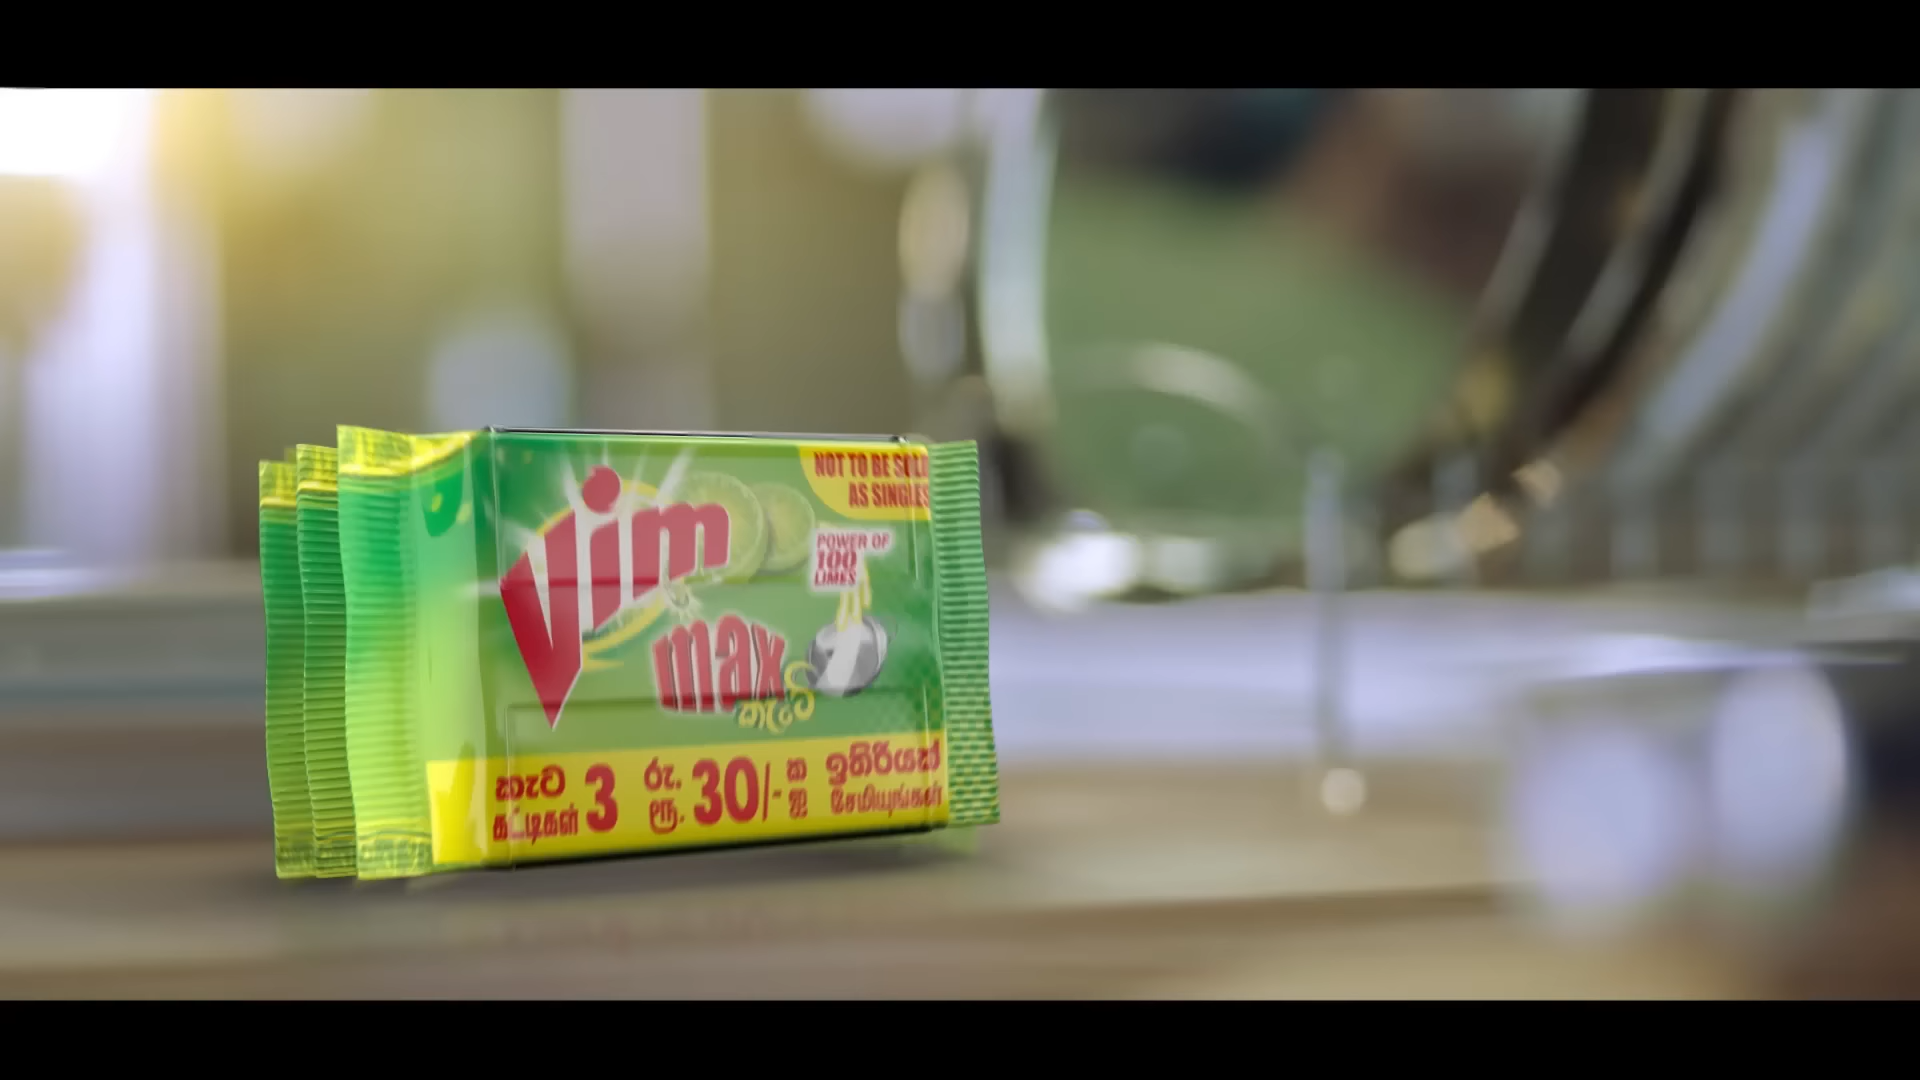 NOT TO BE SOLD
AS SINGLES
Vim
POWER OF
100
LIMES
max
කැටි
කැට 3 රු. 30/- ක ඉතිරියක්
கட்டிகள் ரூ. ஐ சேமியுங்கள்